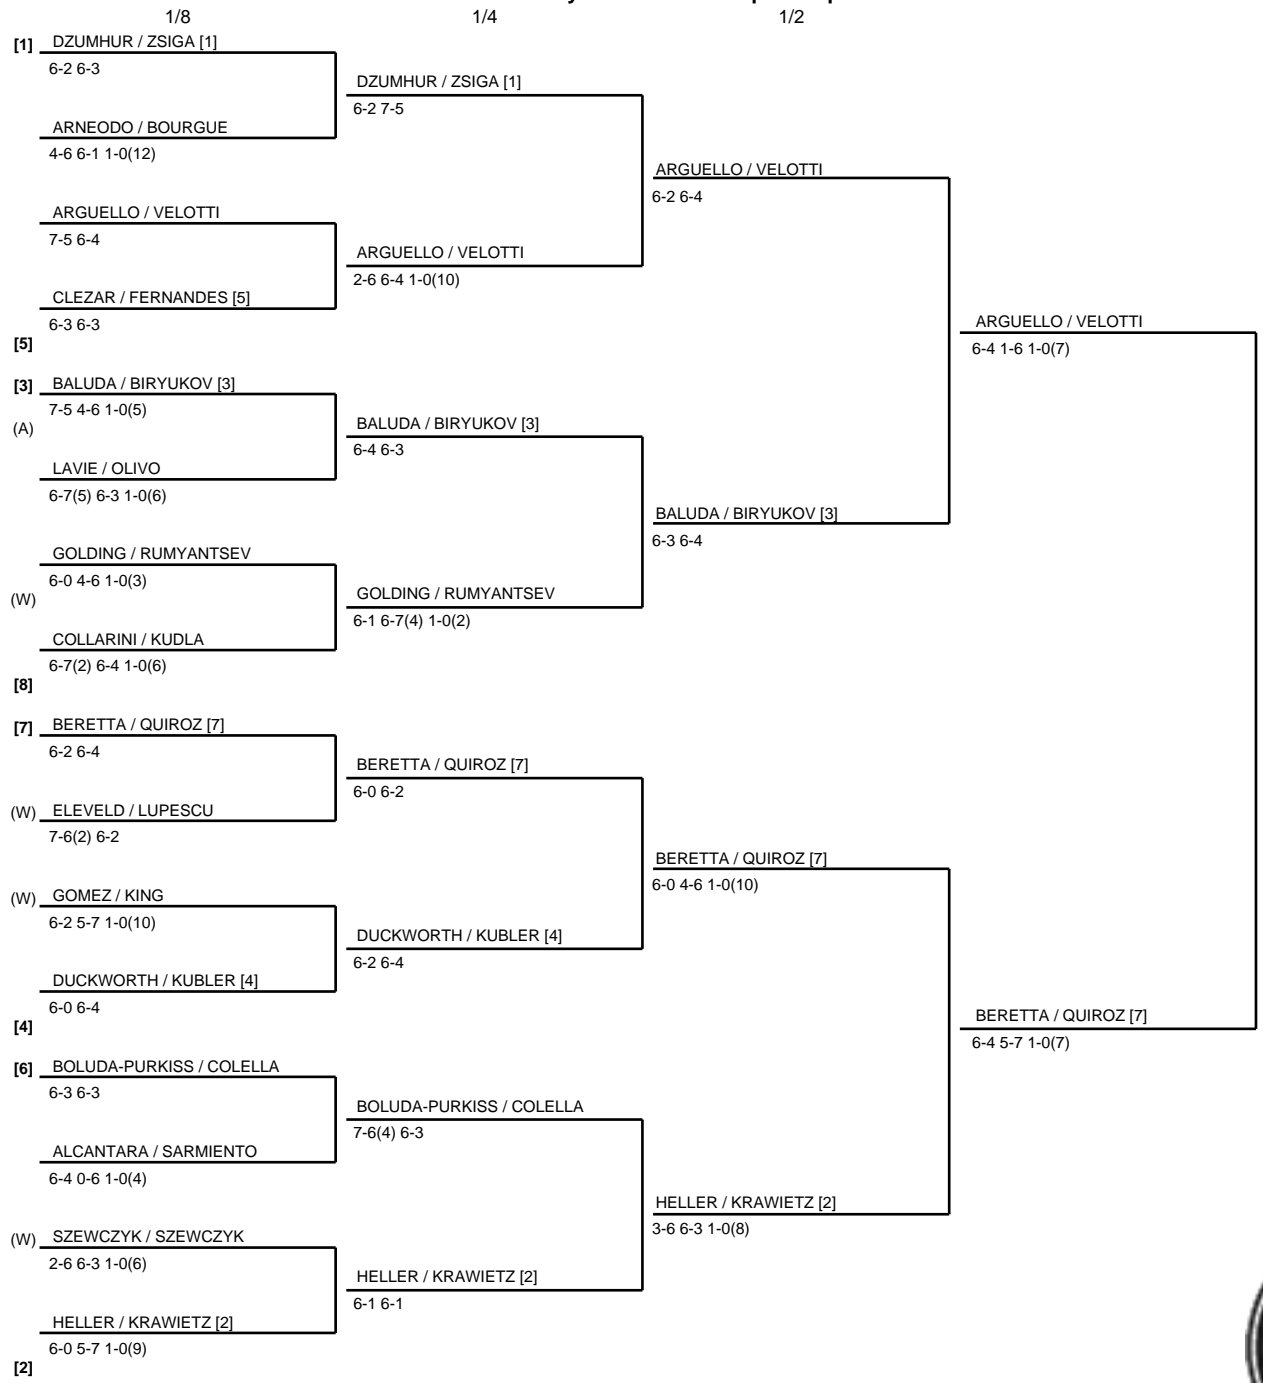 1/8 1/4 1/2
[1] DZUMHUR / ZSIGA [1]
6-2 6-3
DZUMHUR / ZSIGA [1]
6-2 7-5
ARNEODO / BOURGUE
4-6 6-1 1-0(12)
ARGUELLO / VELOTTI
6-2 6-4
ARGUELLO / VELOTTI
7-5 6-4
ARGUELLO / VELOTTI
2-6 6-4 1-0(10)
CLEZAR / FERNANDES [5]
6-3 6-3
[5]
ARGUELLO / VELOTTI
6-4 1-6 1-0(7)
[3] BALUDA / BIRYUKOV [3]
7-5 4-6 1-0(5)
(A)
BALUDA / BIRYUKOV [3]
6-4 6-3
LAVIE / OLIVO
6-7(5) 6-3 1-0(6)
BALUDA / BIRYUKOV [3]
6-3 6-4
GOLDING / RUMYANTSEV
6-0 4-6 1-0(3)
(W)
GOLDING / RUMYANTSEV
6-1 6-7(4) 1-0(2)
COLLARINI / KUDLA
6-7(2) 6-4 1-0(6)
[8]
[7] BERETTA / QUIROZ [7]
6-2 6-4
BERETTA / QUIROZ [7]
6-0 6-2
(W) ELEVELD / LUPESCU
7-6(2) 6-2
BERETTA / QUIROZ [7]
6-0 4-6 1-0(10)
(W) GOMEZ / KING
6-2 5-7 1-0(10)
DUCKWORTH / KUBLER [4]
6-2 6-4
DUCKWORTH / KUBLER [4]
6-0 6-4
[4]
BERETTA / QUIROZ [7]
6-4 5-7 1-0(7)
[6] BOLUDA-PURKISS / COLELLA
6-3 6-3
BOLUDA-PURKISS / COLELLA
7-6(4) 6-3
ALCANTARA / SARMIENTO
6-4 0-6 1-0(4)
HELLER / KRAWIETZ [2]
3-6 6-3 1-0(8)
(W) SZEWCZYK / SZEWCZYK
2-6 6-3 1-0(6)
HELLER / KRAWIETZ [2]
6-1 6-1
HELLER / KRAWIETZ [2]
6-0 5-7 1-0(9)
[2]